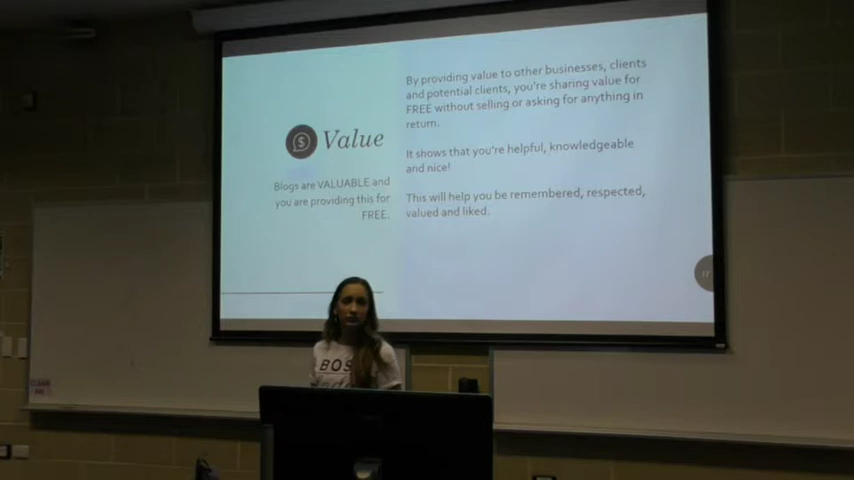 Value
Blogs are VALUABLE and
you are providing this for
FREE.
By providing value to other businesses, clients
and potential clients, you're sharing value for
FREE without selling or asking for anything in
return.
It shows that you're helpful, knowledgeable
and nice!
This will help you be remembered, respected,
valued and liked.
17
BOS